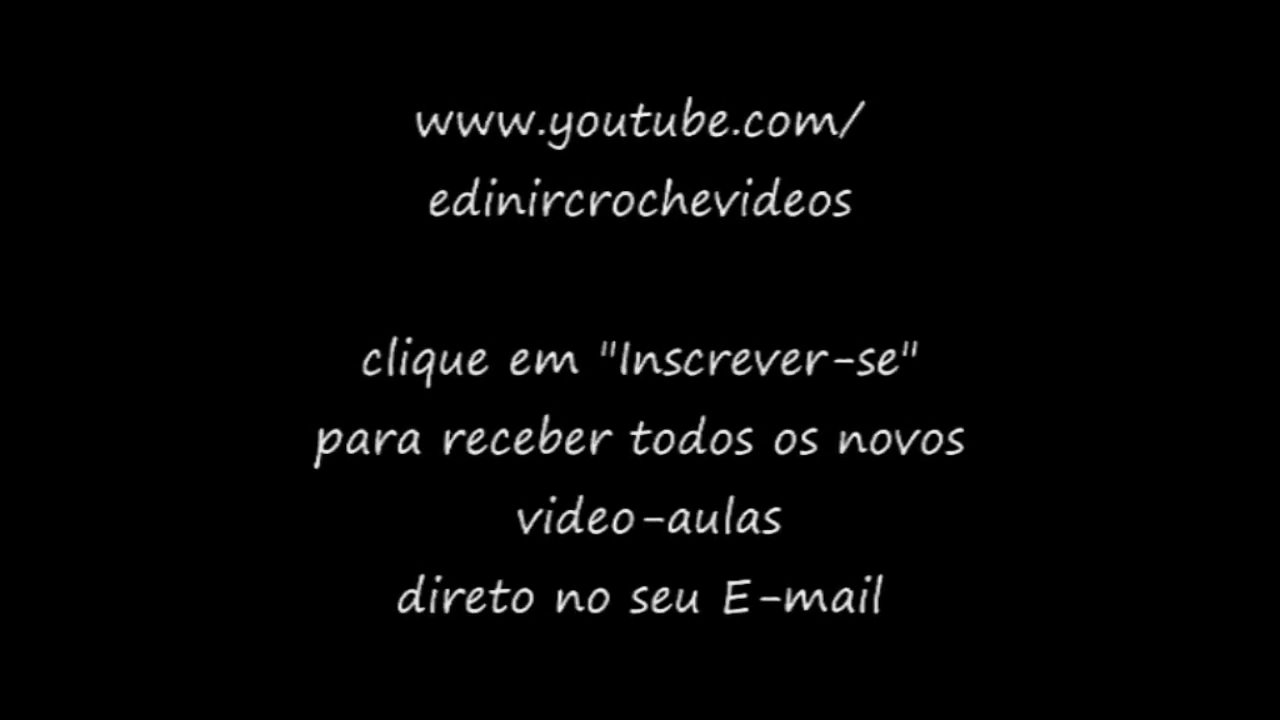 www.youtube.com/
edinircrochevideos
clique em "Inscrever-se"
para receber todos os novos
video-aulas
direto no seu E-mail